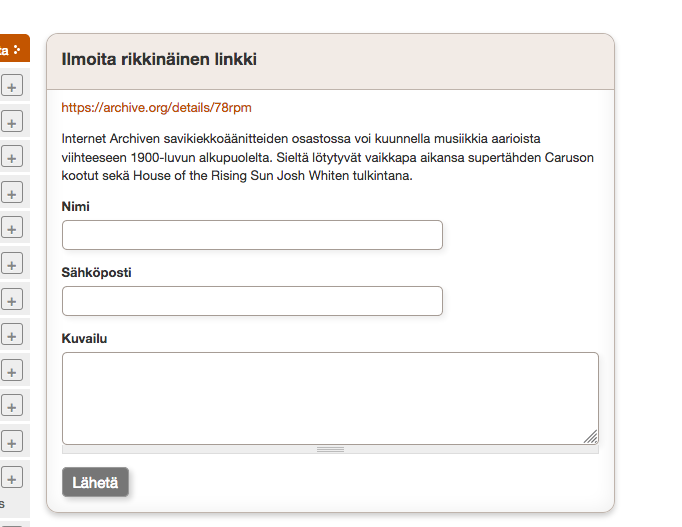 ta
Ilmoita rikkinäinen linkki
https://archive.org/details/78rpm
Internet Archiven savikiekkoäänitteiden osastossa voi kuunnella musiikkia aarioista
viihteeseen 1900-luvun alkupuolelta. Sieltä lötytyvät vaikkapa aikansa supertähden Caruson
kootut sekä House of the Rising Sun Josh Whiten tulkintana.
Nimi
Sähköposti
Kuvailu
Lähetä
s